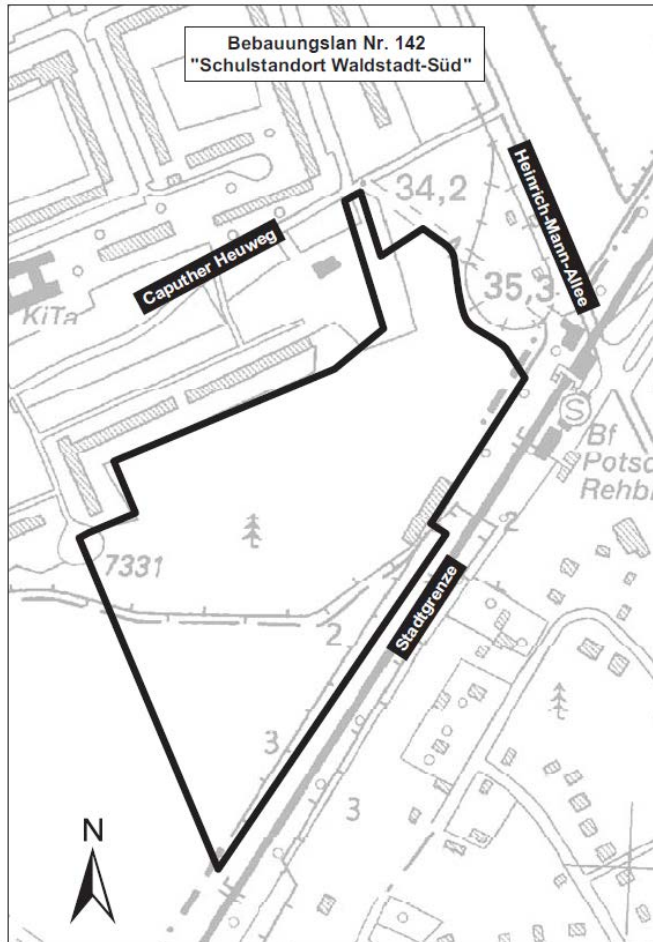 Bebauungslan Nr. 142
"Schulstandort Waldstadt-Süd"
34,2
Heinrich-Mann-Allee
Caputher Heuweg
35,3
KiTa
S
Bf
Potsd
Rehb
2
7331
Stadtgrenze
2
3
3
N